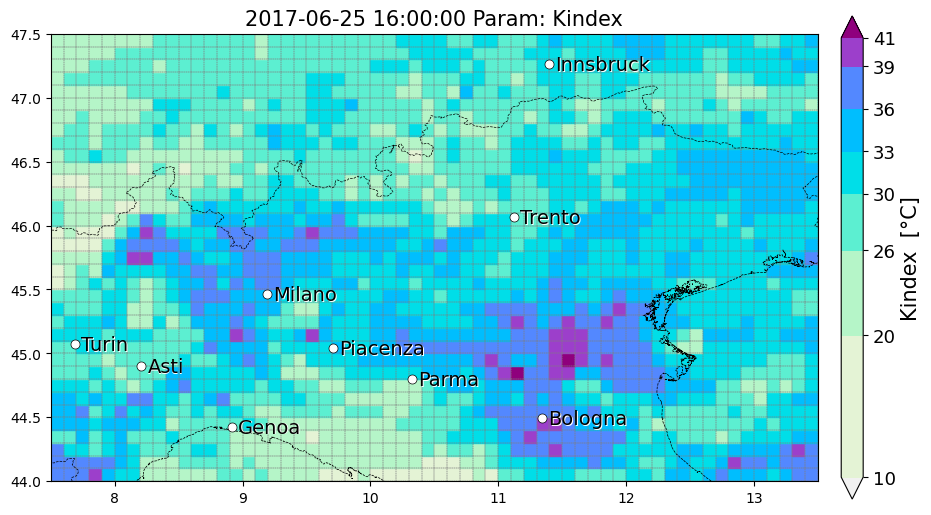 2017-06-25 16:00:00 Param: Kindex
47.5
47.0
46.5
46.0
45.5
45.0
44.5
44.0
8
9
10
11
12
13
Innsbruck
Trento
Milano
Turin
Piacenza
Asti
Parma
Bologna
Genoa
41
39
36
33
30
26
20
10
Kindex [°C]